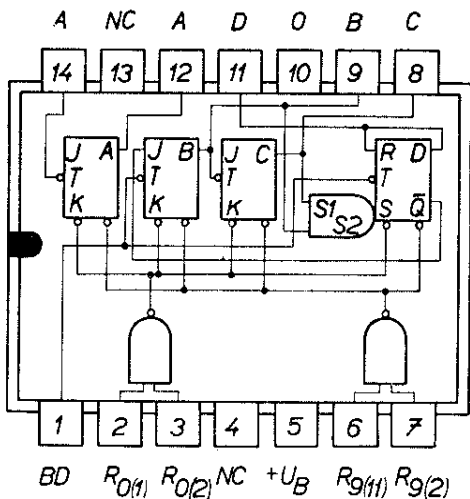 A NC A D O B C
14 13 12 11 10 9 8
J A J B J C R D
T T T T
K K K S1 S Q̅
S2
1 2 3 4 5 6 7
BD R0(1) R0(2) NC +UB R9(11) R9(2)